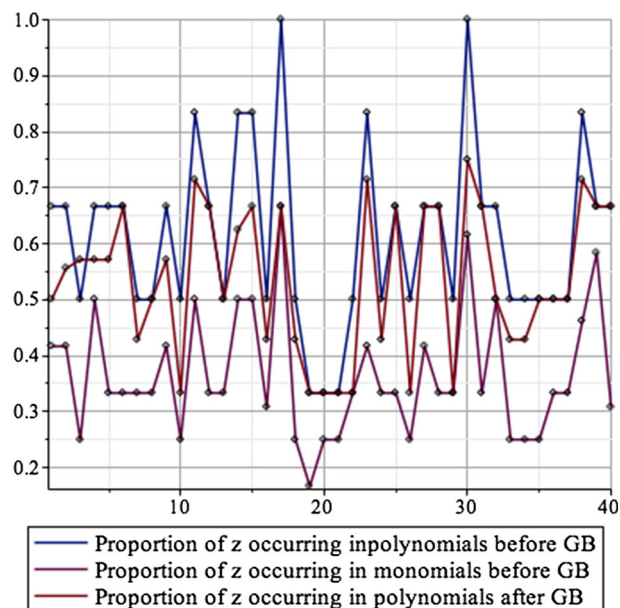 1.0
0.9
0.8
0.7
0.6
0.5
0.4
0.3
0.2
10 20 30 40
Proportion of z occurring inpolynomials before GB
Proportion of z occurring in monomials before GB
Proportion of z occurring in polynomials after GB